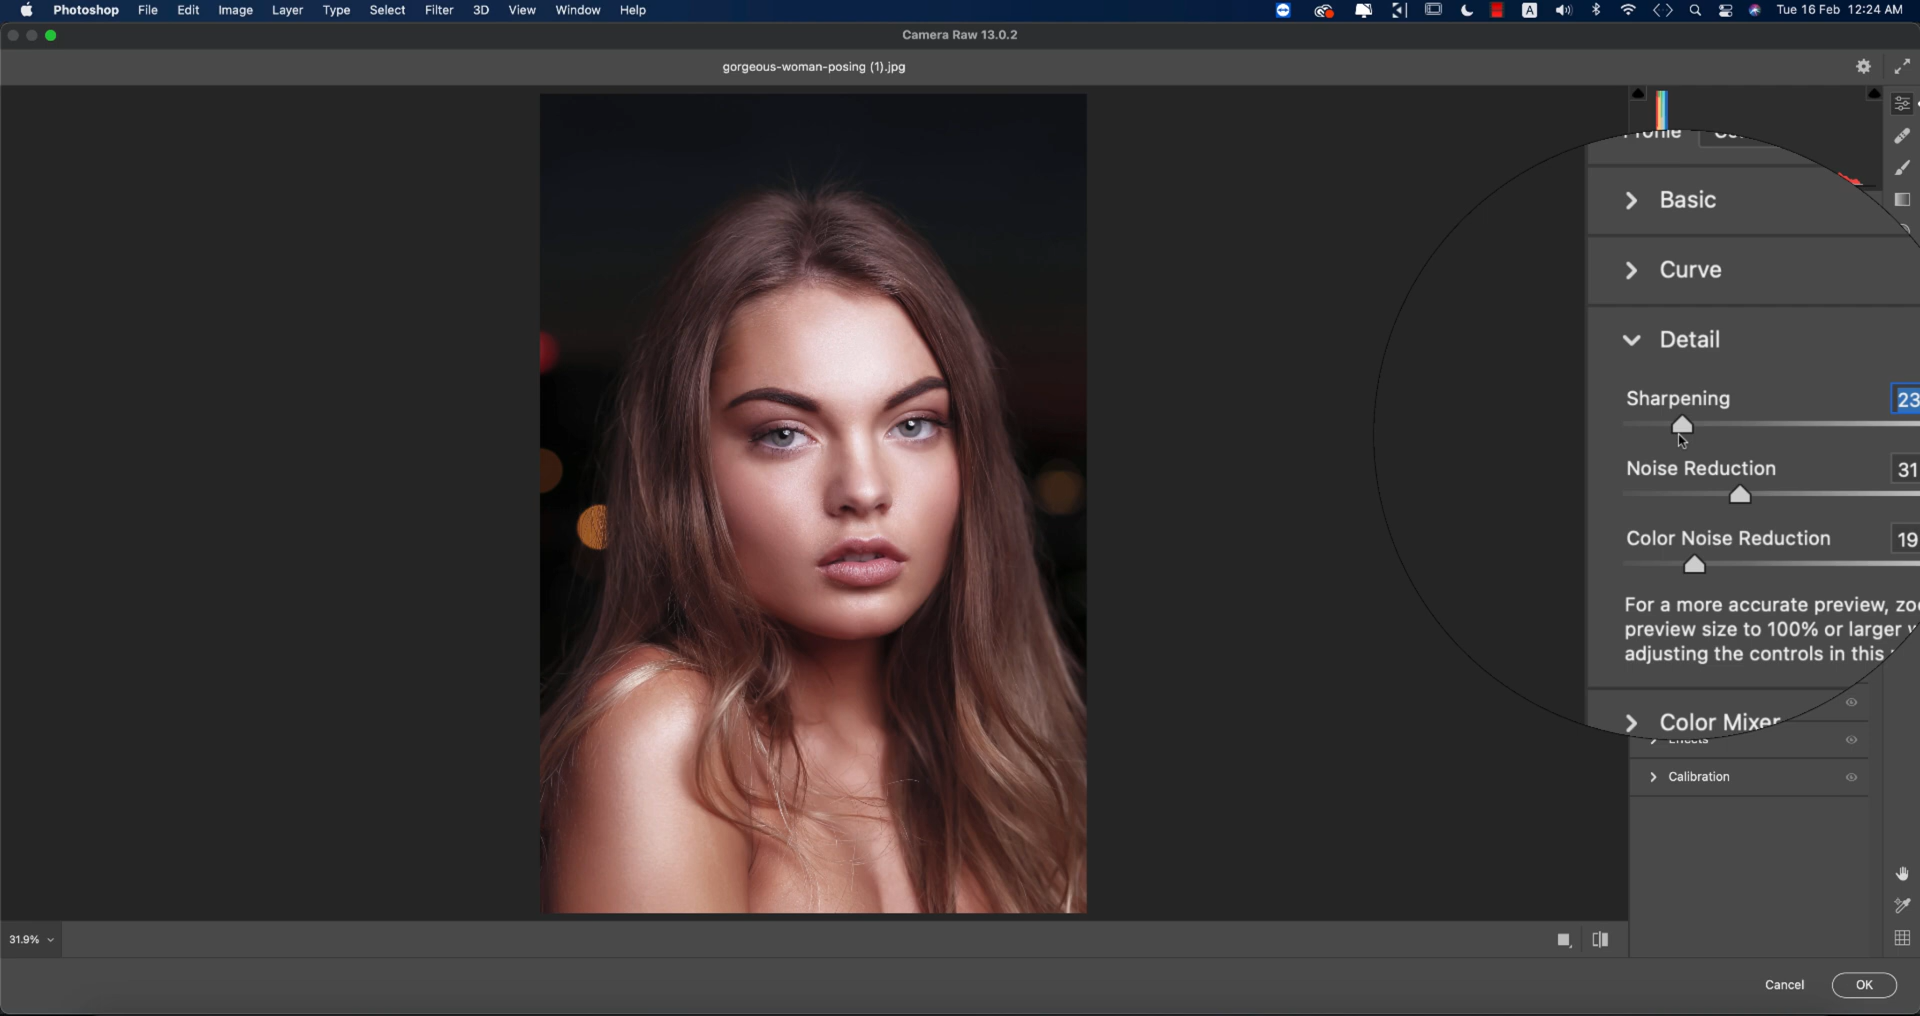 Photoshop File Edit Image Layer Type Select Filter 3D View Window Help A Tue 16 Feb 12:24 AM
Camera Raw 13.0.2
gorgeous-woman-posing (1).jpg
Basic
Curve
Detail
Sharpening 23
Noise Reduction 31
Color Noise Reduction 19
For a more accurate preview,
preview size to 100% or larger
adjusting the controls in this
Color Mixer
Effects
Calibration
31.9%
Cancel OK